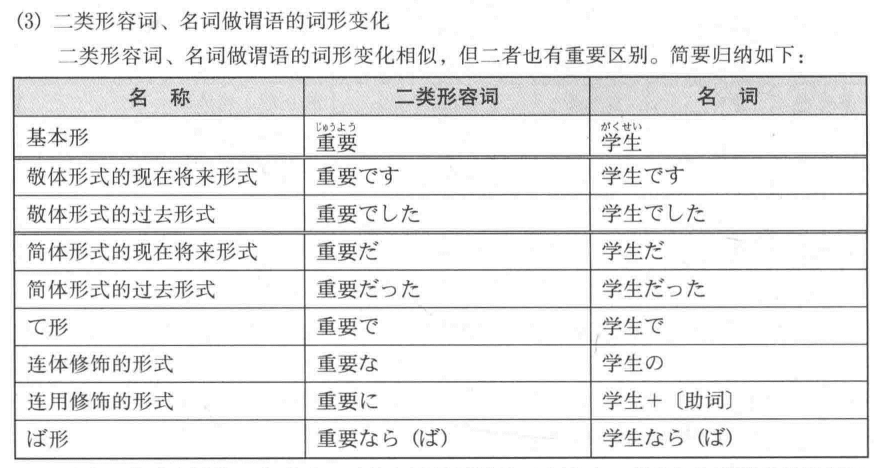 (3) 二类形容词、名词做谓语的词形变化
二类形容词、名词做谓语的词形变化相似，但二者也有重要区别。简要归纳如下：
名 称 二类形容词 名 词
じゅうよう がくせい
基本形 重要 学生
敬体形式的现在将来形式 重要です 学生です
敬体形式的过去形式 重要でした 学生でした
简体形式的现在将来形式 重要だ 学生だ
简体形式的过去形式 重要だった 学生だった
て形 重要で 学生で
连体修饰的形式 重要な 学生の
连用修饰的形式 重要に 学生＋〔助词〕
ば形 重要なら（ば） 学生なら（ば）